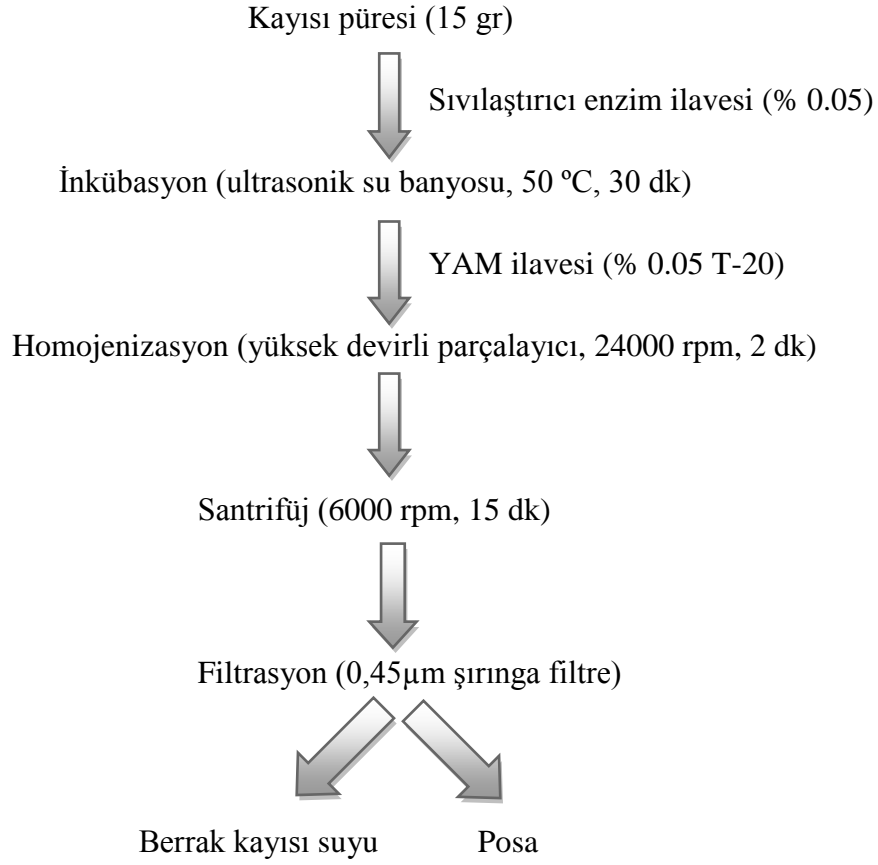 Kayısı püresi (15 gr)
Sıvılaştırıcı enzim ilavesi (% 0.05)
İnkübasyon (ultrasonik su banyosu, 50 ºC, 30 dk)
YAM ilavesi (% 0.05 T-20)
Homojenizasyon (yüksek devirli parçalayıcı, 24000 rpm, 2 dk)
Santrifüj (6000 rpm, 15 dk)
Filtrasyon (0,45µm şırınga filtre)
Berrak kayısı suyu Posa